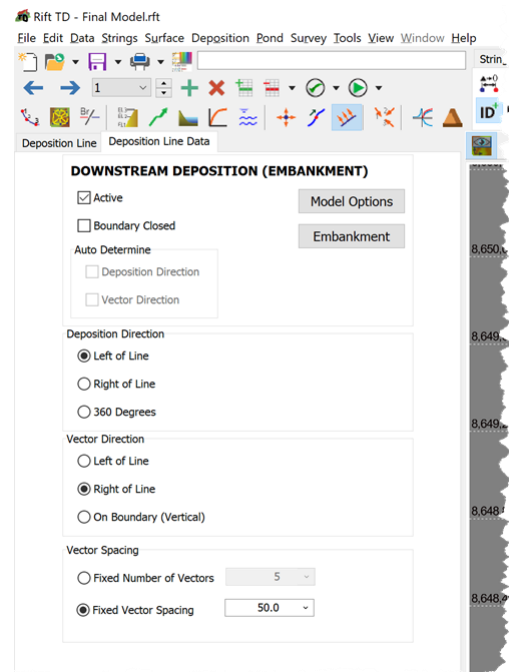 Rift TD - Final Model.rft
File Edit Data Strings Surface Deposition Pond Survey Tools View Window Help
Strin
1
ID
Deposition Line Deposition Line Data
DOWNSTREAM DEPOSITION (EMBANKMENT)
Active
Model Options
Boundary Closed
Embankment
Auto Determine
Deposition Direction
Vector Direction
Deposition Direction
Left of Line
Right of Line
360 Degrees
Vector Direction
Left of Line
Right of Line
On Boundary (Vertical)
Vector Spacing
Fixed Number of Vectors 5
Fixed Vector Spacing 50.0
8,650,
8,649,
8,649,2
8,648
8,648,4